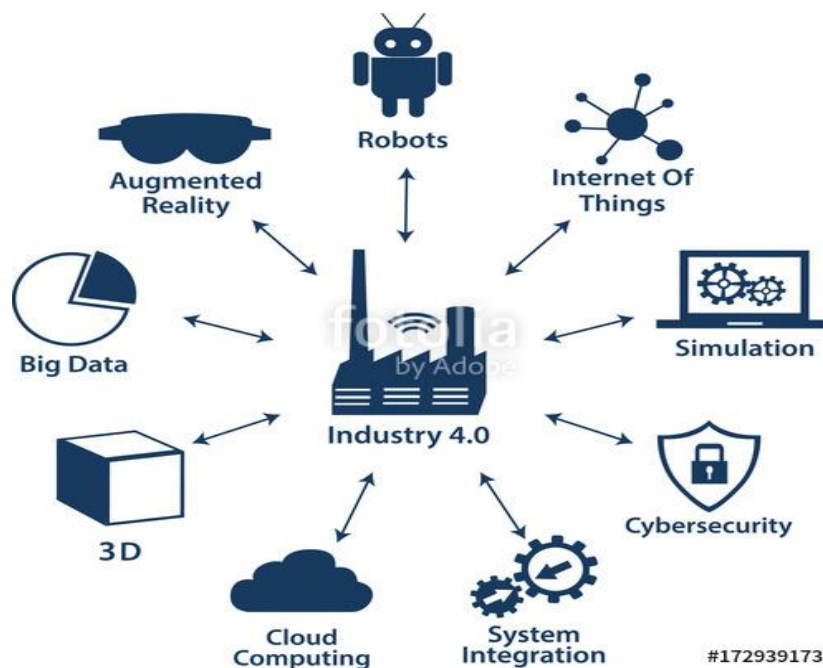 Robots
Augmented
Reality
Internet Of
Things
Big Data
fotolia
by Adobe
Simulation
Industry 4.0
3D
Cybersecurity
Cloud
Computing
System
Integration
#172939173